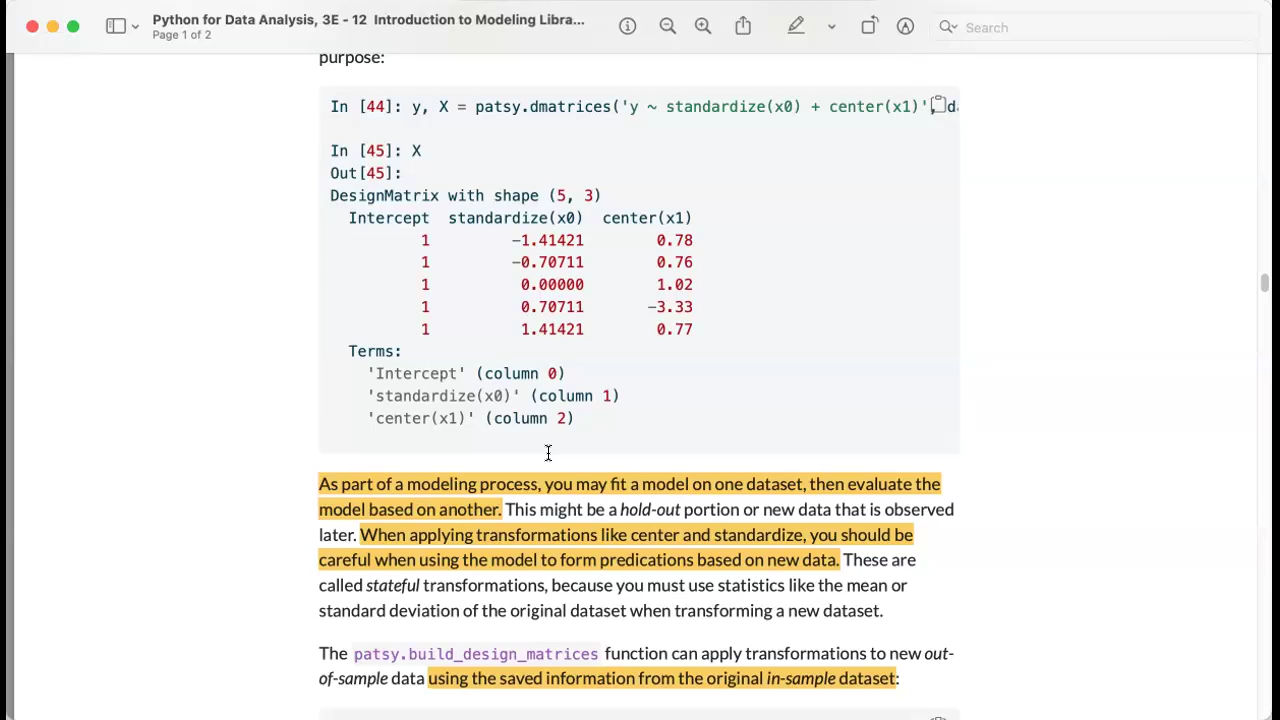 Python for Data Analysis, 3E - 12 Introduction to Modeling Libra...
Page 1 of 2
Search
purpose:
In [44]: y, X = patsy.dmatrices('y ~ standardize(x0) + center(x1)', da
In [45]: X
Out[45]:
DesignMatrix with shape (5, 3)
Intercept standardize(x0) center(x1)
1 -1.41421 0.78
1 -0.70711 0.76
1 0.00000 1.02
1 0.70711 -3.33
1 1.41421 0.77
Terms:
'Intercept' (column 0)
'standardize(x0)' (column 1)
'center(x1)' (column 2)
As part of a modeling process, you may fit a model on one dataset, then evaluate the
model based on another. This might be a hold-out portion or new data that is observed
later. When applying transformations like center and standardize, you should be
careful when using the model to form predications based on new data. These are
called stateful transformations, because you must use statistics like the mean or
standard deviation of the original dataset when transforming a new dataset.
The patsy.build_design_matrices function can apply transformations to new out-
of-sample data using the saved information from the original in-sample dataset: